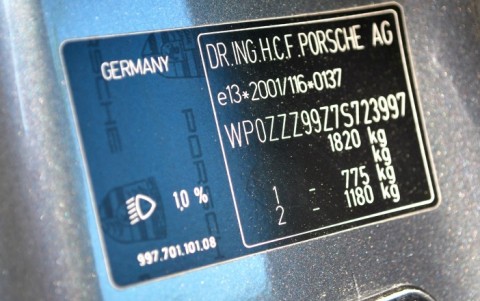 GERMANY
DR.ING.H.C.F PORSCHE AG
e13*2001/116*0137
WP0ZZZ99Z7S723997
1820 kg
kg
1 – 775 kg
2 – 1180 kg
1,0 %
997.701.101.08
PORSCHE
PORSCHE